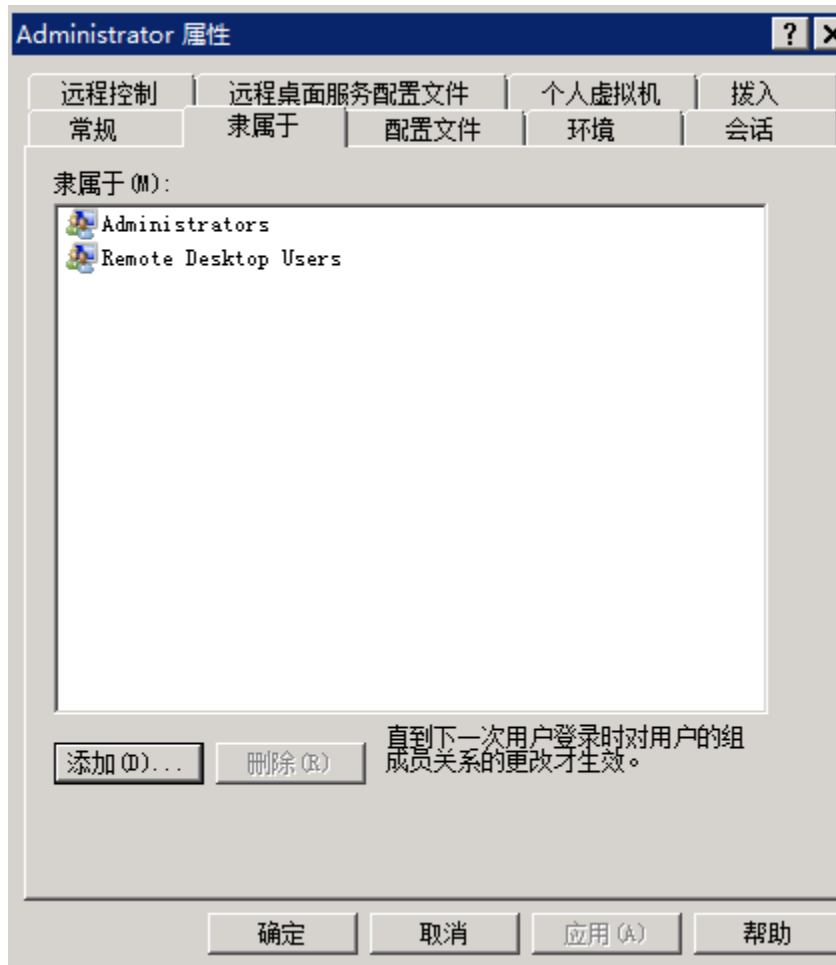 Administrator 属性
远程控制 远程桌面服务配置文件 个人虚拟机 拨入
常规 隶属于 配置文件 环境 会话
隶属于(M):
Administrators
Remote Desktop Users
添加(D)... 删除(R)
直到下一次用户登录时对用户的组
成员关系的更改才生效。
确定 取消 应用(A) 帮助